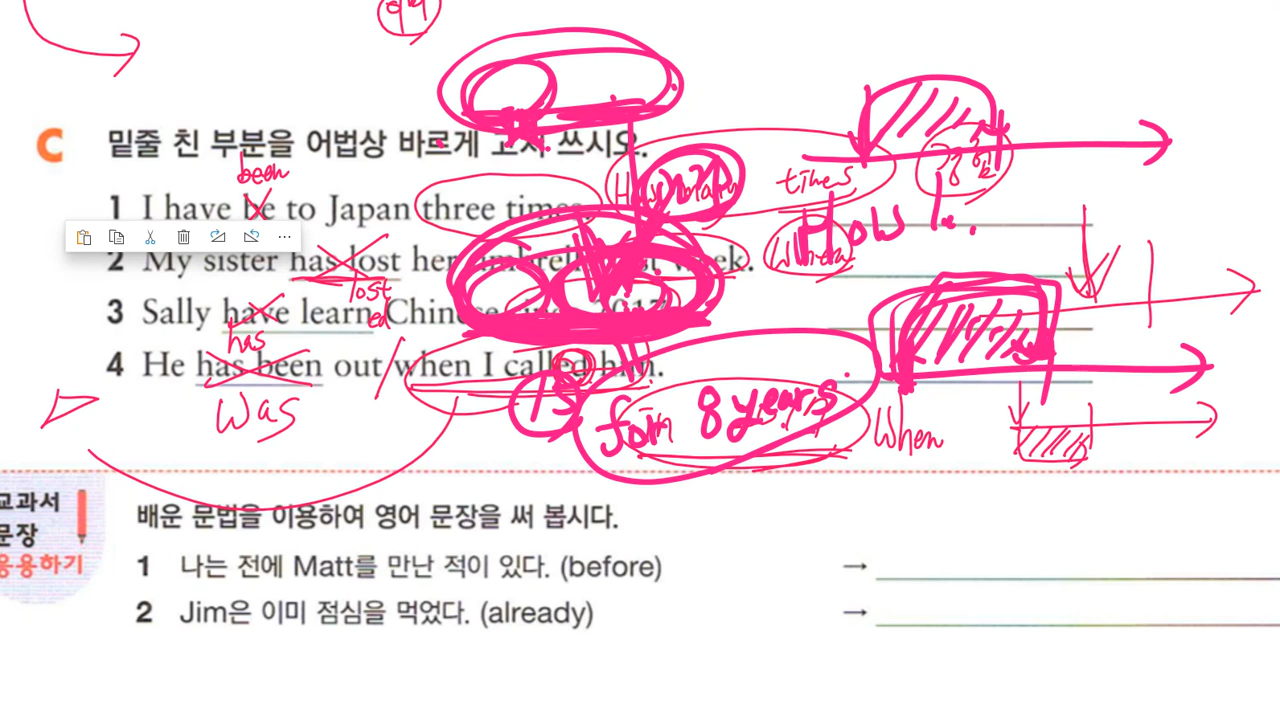 C 밑줄 친 부분을 어법상 바르게 고쳐 쓰시오.
been
times
1 I have be to Japan three times
How
When
2 My sister has lost her umbrella last week.
lost
3 Sally have learn Chinese since 2017
ed
has
4 He has been out when I called him.
was
15
for 8 years
When
교과서
문장
응용하기
배운 문법을 이용하여 영어 문장을 써 봅시다.
1 나는 전에 Matt를 만난 적이 있다. (before) →
2 Jim은 이미 점심을 먹었다. (already) →